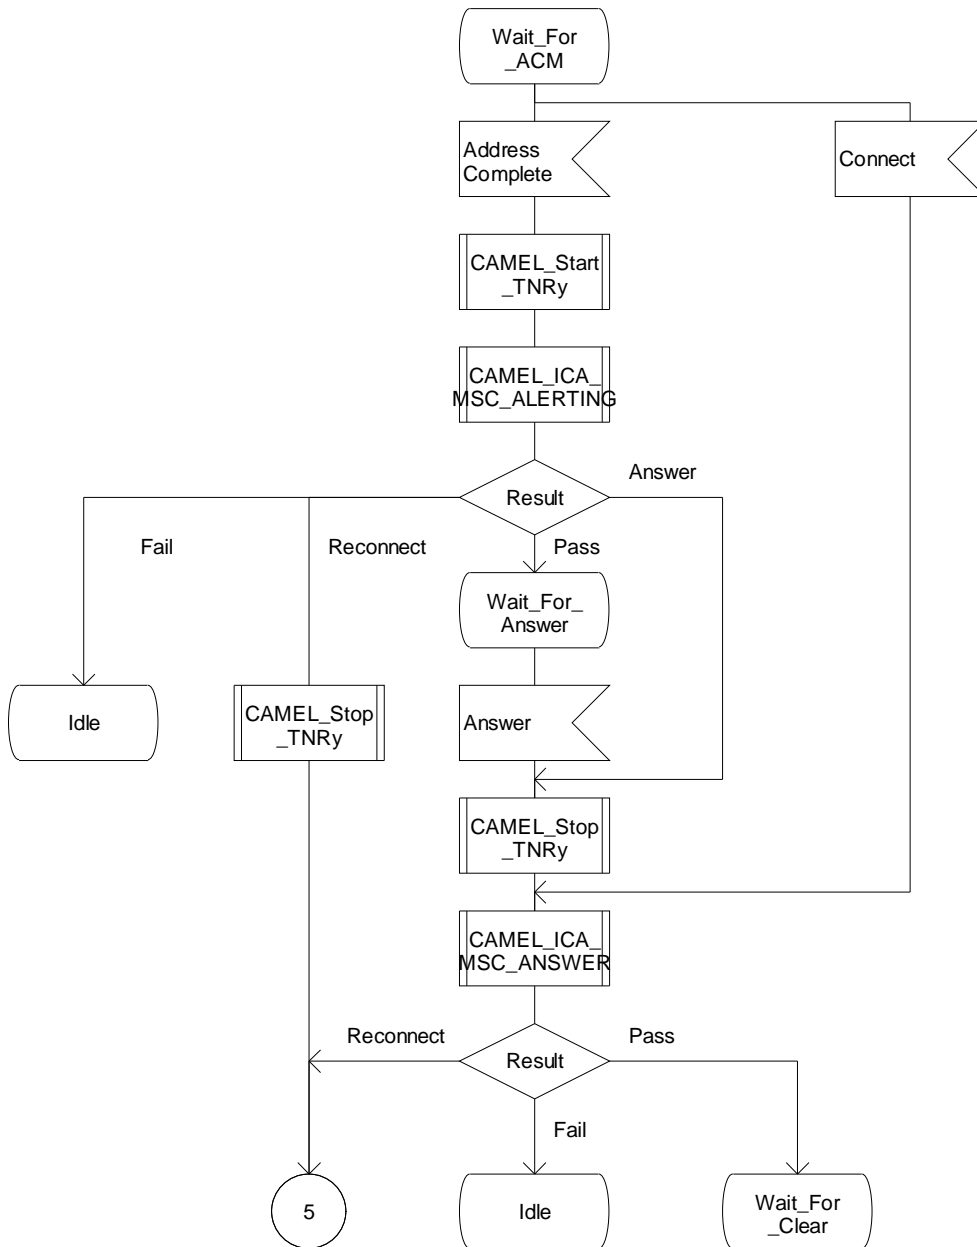 Wait_For
_ACM
Address
Complete
Connect
CAMEL_Start
_TNRy
CAMEL_ICA_
MSC_ALERTING
Result
Answer
Fail
Reconnect
Pass
Wait_For_
Answer
Idle
CAMEL_Stop
_TNRy
Answer
CAMEL_Stop
_TNRy
CAMEL_ICA_
MSC_ANSWER
Reconnect
Result
Pass
Fail
5
Idle
Wait_For
_Clear